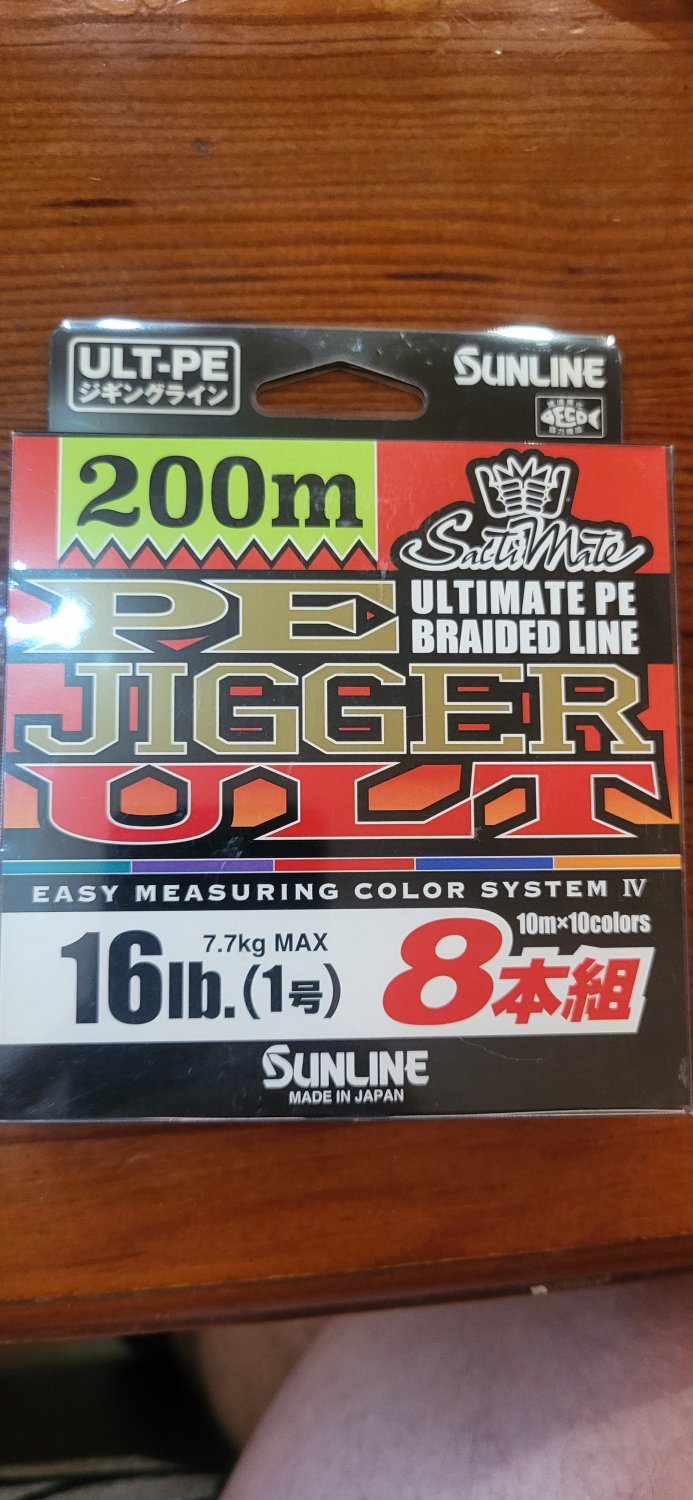 ULT-PE
ジギングライン
SUNLINE
ECO
200m
SaltiMate
PE
ULTIMATE PE
BRAIDED LINE
JIGGER
ULT
EASY MEASURING COLOR SYSTEM Ⅳ
10m×10colors
7.7kg MAX
16lb.(1号)
8本組
SUNLINE
MADE IN JAPAN